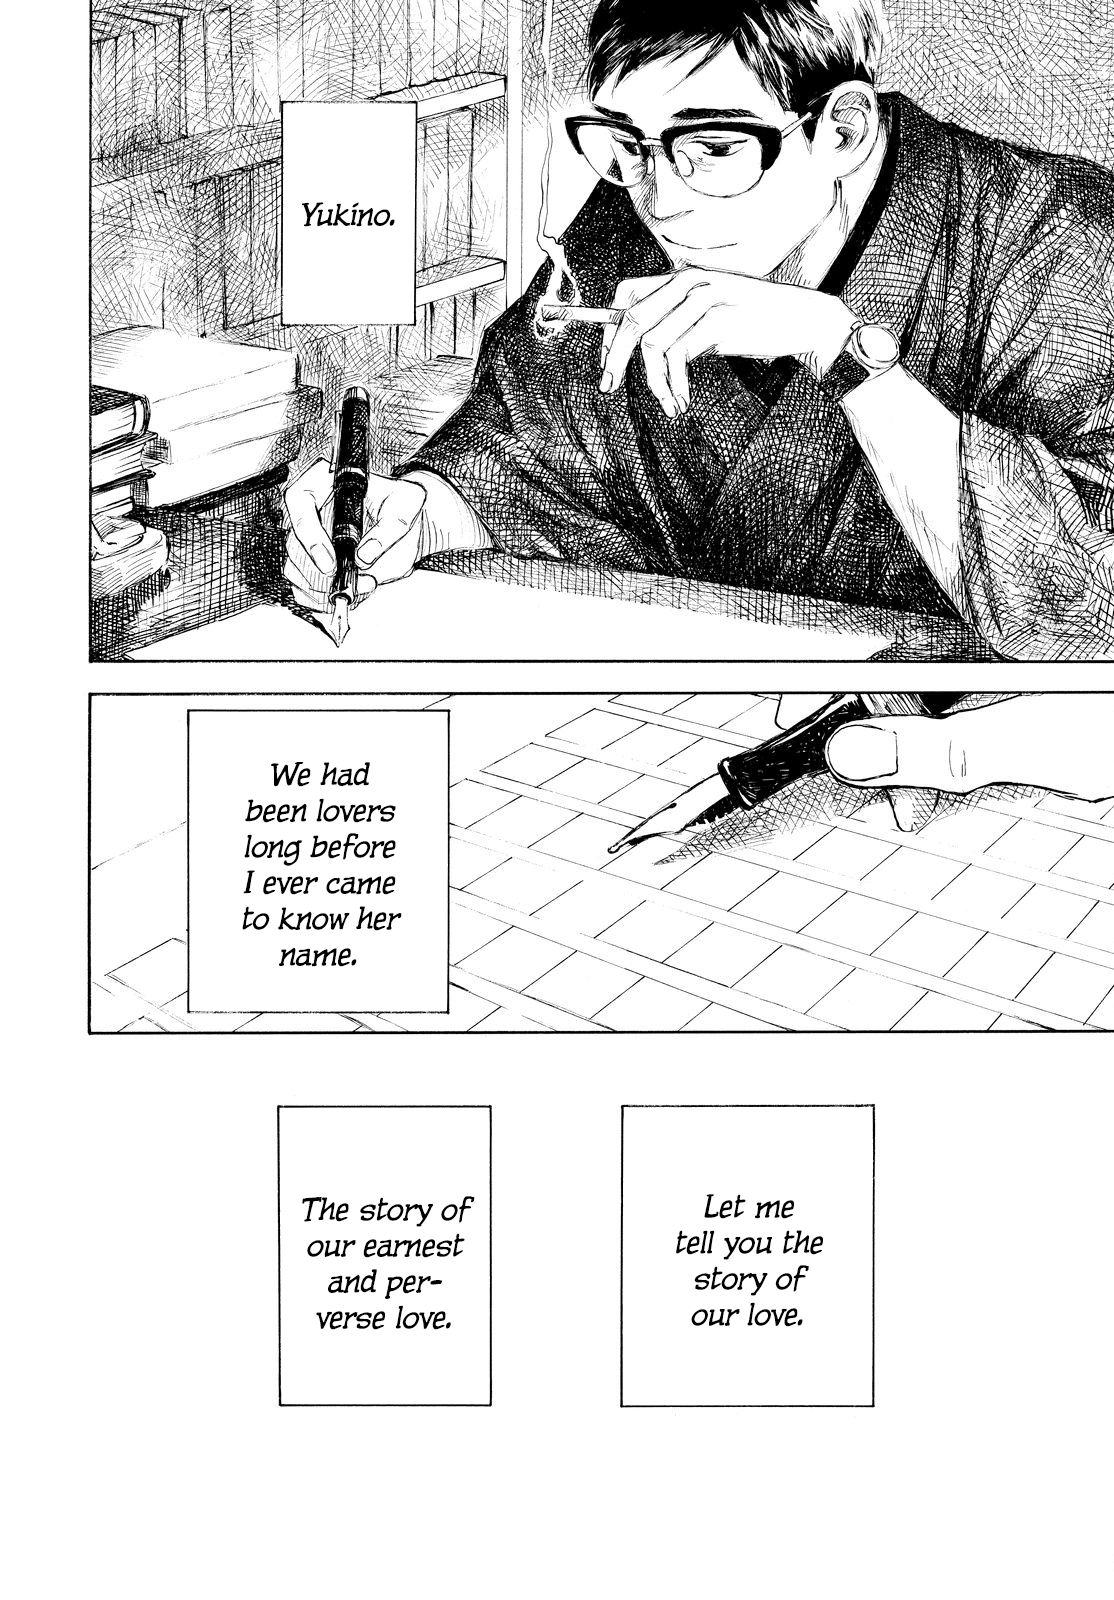 Yukino.
We had
been lovers
long before
I ever came
to know her
name.
Let me
tell you the
story of
our love.
The story of
our earnest
and per-
verse love.